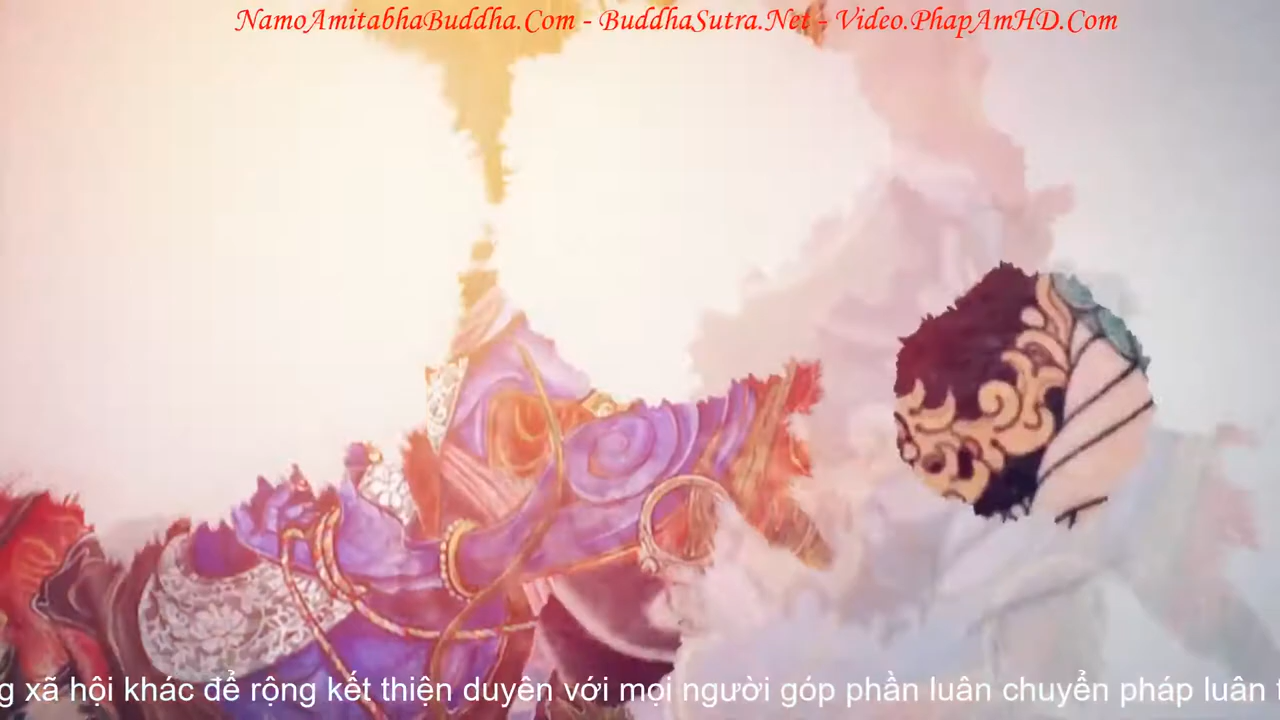 NamoAmitabhaBuddha.Com - BuddhaSutra.Net - Video.PhapAmHD.Com
xã hội khác để rộng kết thiện duyên với mọi người góp phần luân chuyển pháp luân